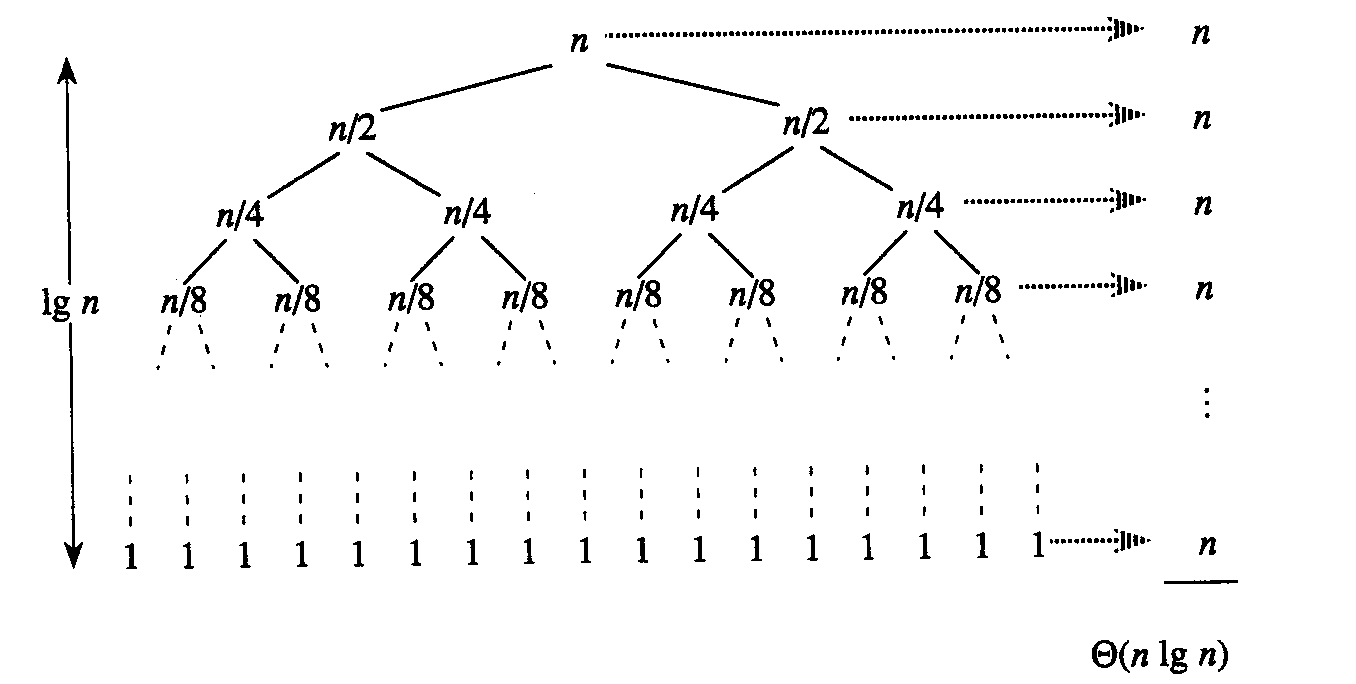 n n
n/2 n/2 n
n/4 n/4 n/4 n/4 n
lg n n/8 n/8 n/8 n/8 n/8 n/8 n/8 n/8 n
⋮
1 1 1 1 1 1 1 1 1 1 1 1 1 1 1 1 1 n
Θ(n lg n)